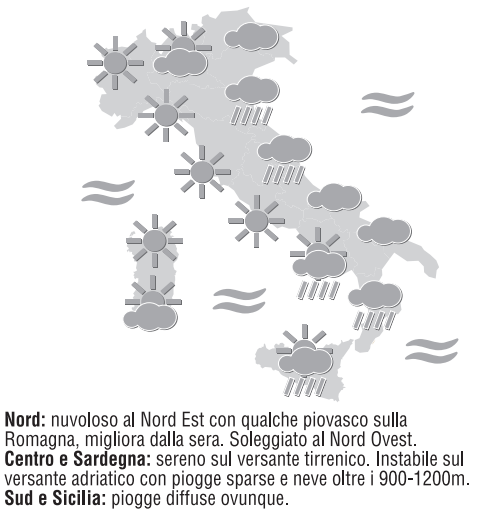 Nord: nuvoloso al Nord Est con qualche piovasco sulla
Romagna, migliora dalla sera. Soleggiato al Nord Ovest.
Centro e Sardegna: sereno sul versante tirrenico. Instabile sul
versante adriatico con piogge sparse e neve oltre i 900-1200m.
Sud e Sicilia: piogge diffuse ovunque.